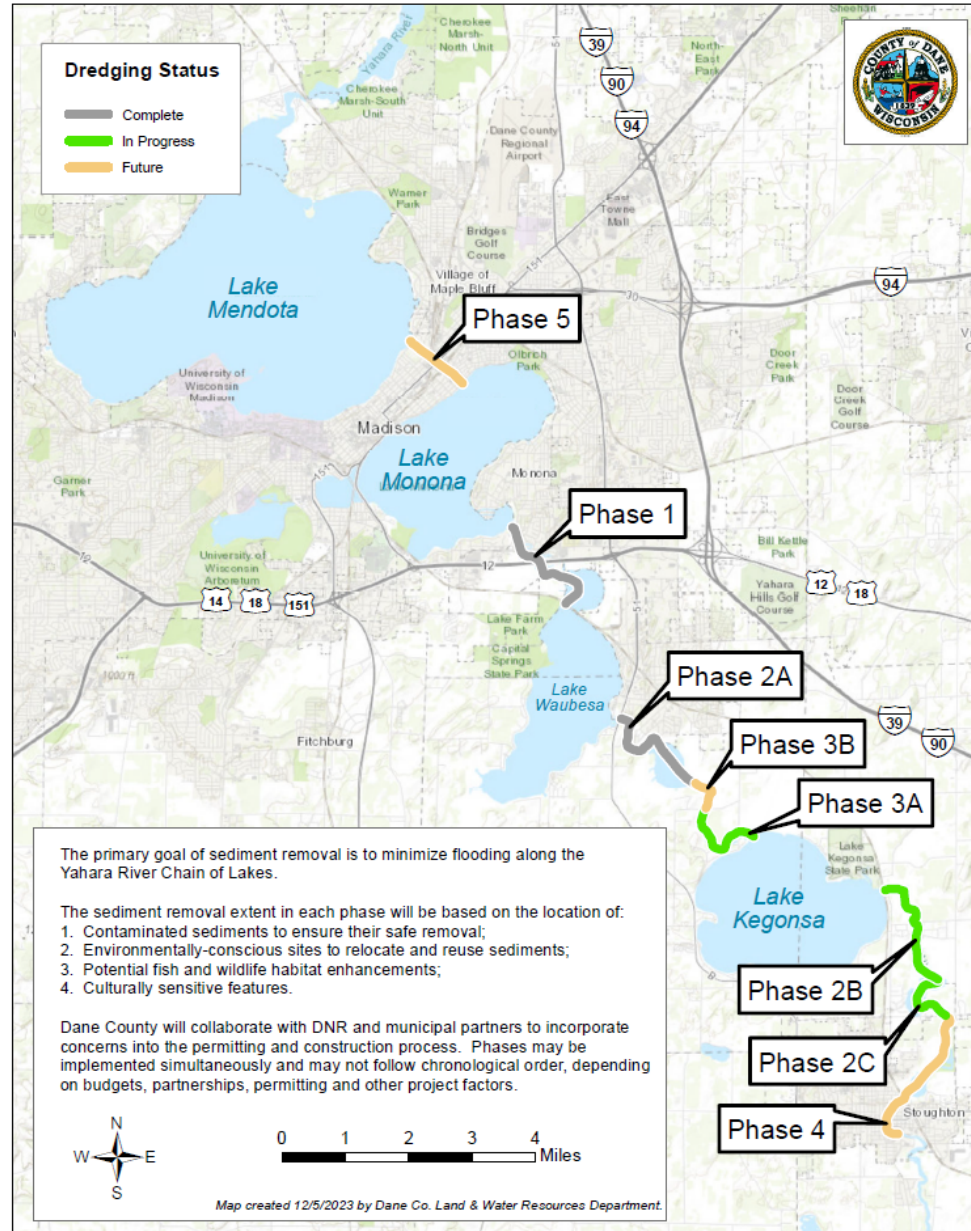 Cherokee
Marsh-
North Unit
Yahara River
Sheehan
Park
39
90
94
North-
East Park
COUNTY of DANE
1839
WISCONSIN
Dredging Status
Complete
In Progress
Future
Cherokee
Marsh-South
Unit
Dane County
Regional
Airport
Warner
Park
East
Towne
Mall
Bridges
Golf
Course
151
Village of
Maple Bluff
30
94
Lake
Mendota
Phase 5
Olbrich
Park
Door
Creek
Park
University of
Wisconsin
Madison
Door
Creek
Golf
Course
Madison
Lake
Monona
Monona
151
Garner
Park
Phase 1
12
12
Bill Kettle
Park
University of
Wisconsin
Arboretum
14
18
151
Yahara
Hills Golf
Course
12
18
Lake Farm
Park
Capital
Springs
State Park
1000 ft
51
Phase 2A
Lake
Waubesa
39
90
Fitchburg
Phase 3B
Phase 3A
Lake
Kegonsa
State Park
Lake
Kegonsa
Phase 2B
Phase 2C
Phase 4
Stoughton
The primary goal of sediment removal is to minimize flooding along the
Yahara River Chain of Lakes.
The sediment removal extent in each phase will be based on the location of:
1. Contaminated sediments to ensure their safe removal;
2. Environmentally-conscious sites to relocate and reuse sediments;
3. Potential fish and wildlife habitat enhancements;
4. Culturally sensitive features.
Dane County will collaborate with DNR and municipal partners to incorporate
concerns into the permitting and construction process. Phases may be
implemented simultaneously and may not follow chronological order, depending
on budgets, partnerships, permitting and other project factors.
N
W E
S
0 1 2 3 4
Miles
Map created 12/5/2023 by Dane Co. Land & Water Resources Department.